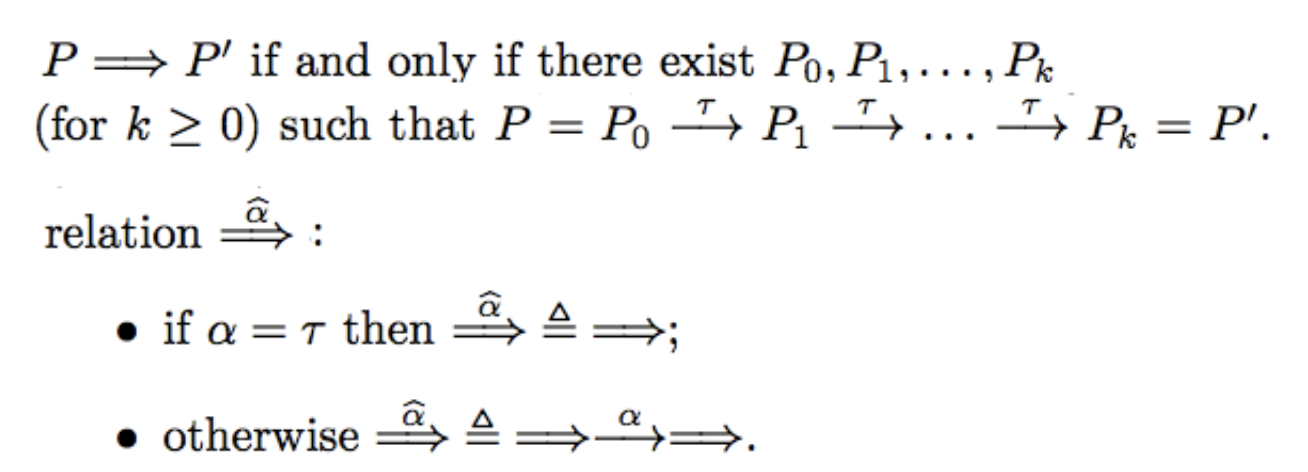 P ⟹ P′ if and only if there exist P₀, P₁, . . . , Pₖ
(for k ≥ 0) such that P = P₀ —τ→ P₁ —τ→ . . . —τ→ Pₖ = P′.
relation =α̂⇒ :
• if α = τ then =α̂⇒ ≜ ⟹;
• otherwise =α̂⇒ ≜ ⟹—α→⟹.